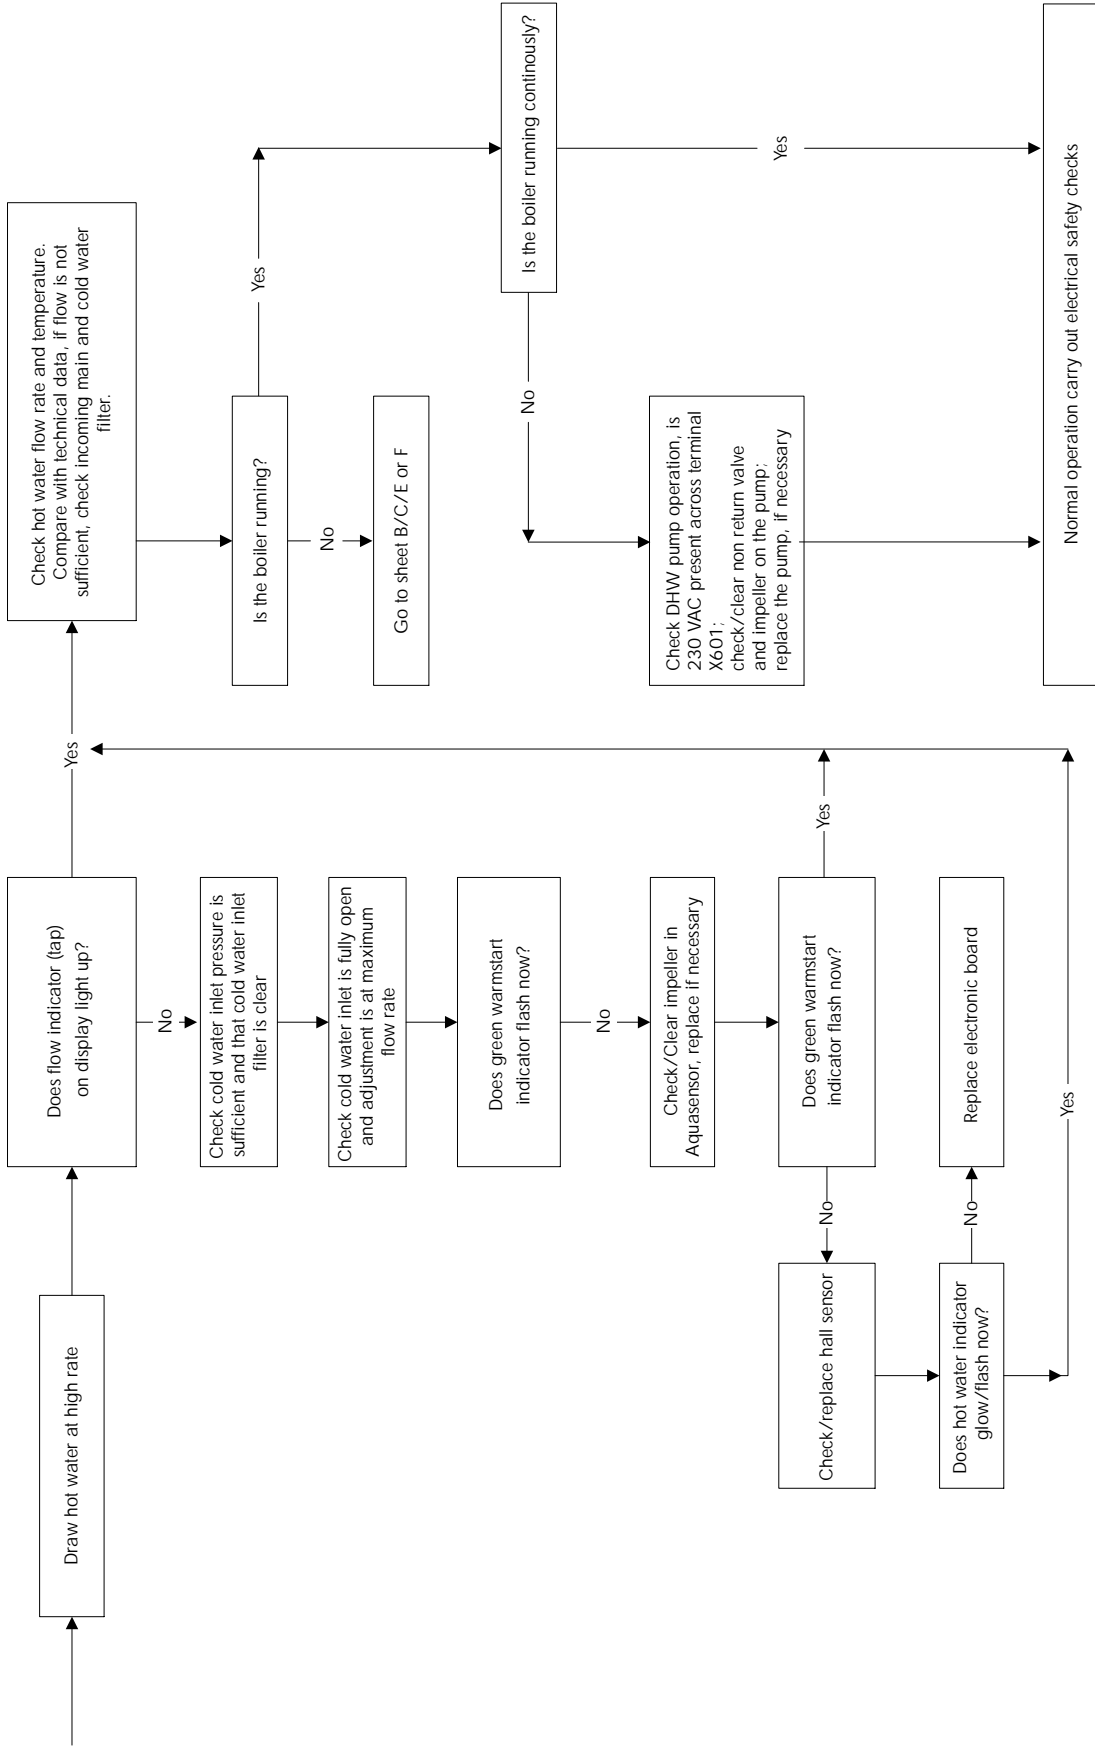 Draw hot water at high rate
Does flow indicator (tap)
on display light up?
Yes
Check hot water flow rate and temperature.
Compare with technical data, if flow is not
sufficient, check incoming main and cold water
filter.
No
Check cold water inlet pressure is
sufficient and that cold water inlet
filter is clear
Check cold water inlet is fully open
and adjustment is at maximum
flow rate
Does green warmstart
indicator flash now?
No
Check/Clear impeller in
Aquasensor, replace if necessary
Does green warmstart
indicator flash now?
Yes
No
Check/replace hall sensor
Does hot water indicator
glow/flash now?
No
Replace electronic board
Yes
Is the boiler running?
Yes
No
Go to sheet B/C/E or F
Is the boiler running continously?
No
Yes
Check DHW pump operation, is
230 VAC present across terminal
X601;
check/clear non return valve
and impeller on the pump;
replace the pump, if necessary
Normal operation carry out electrical safety checks